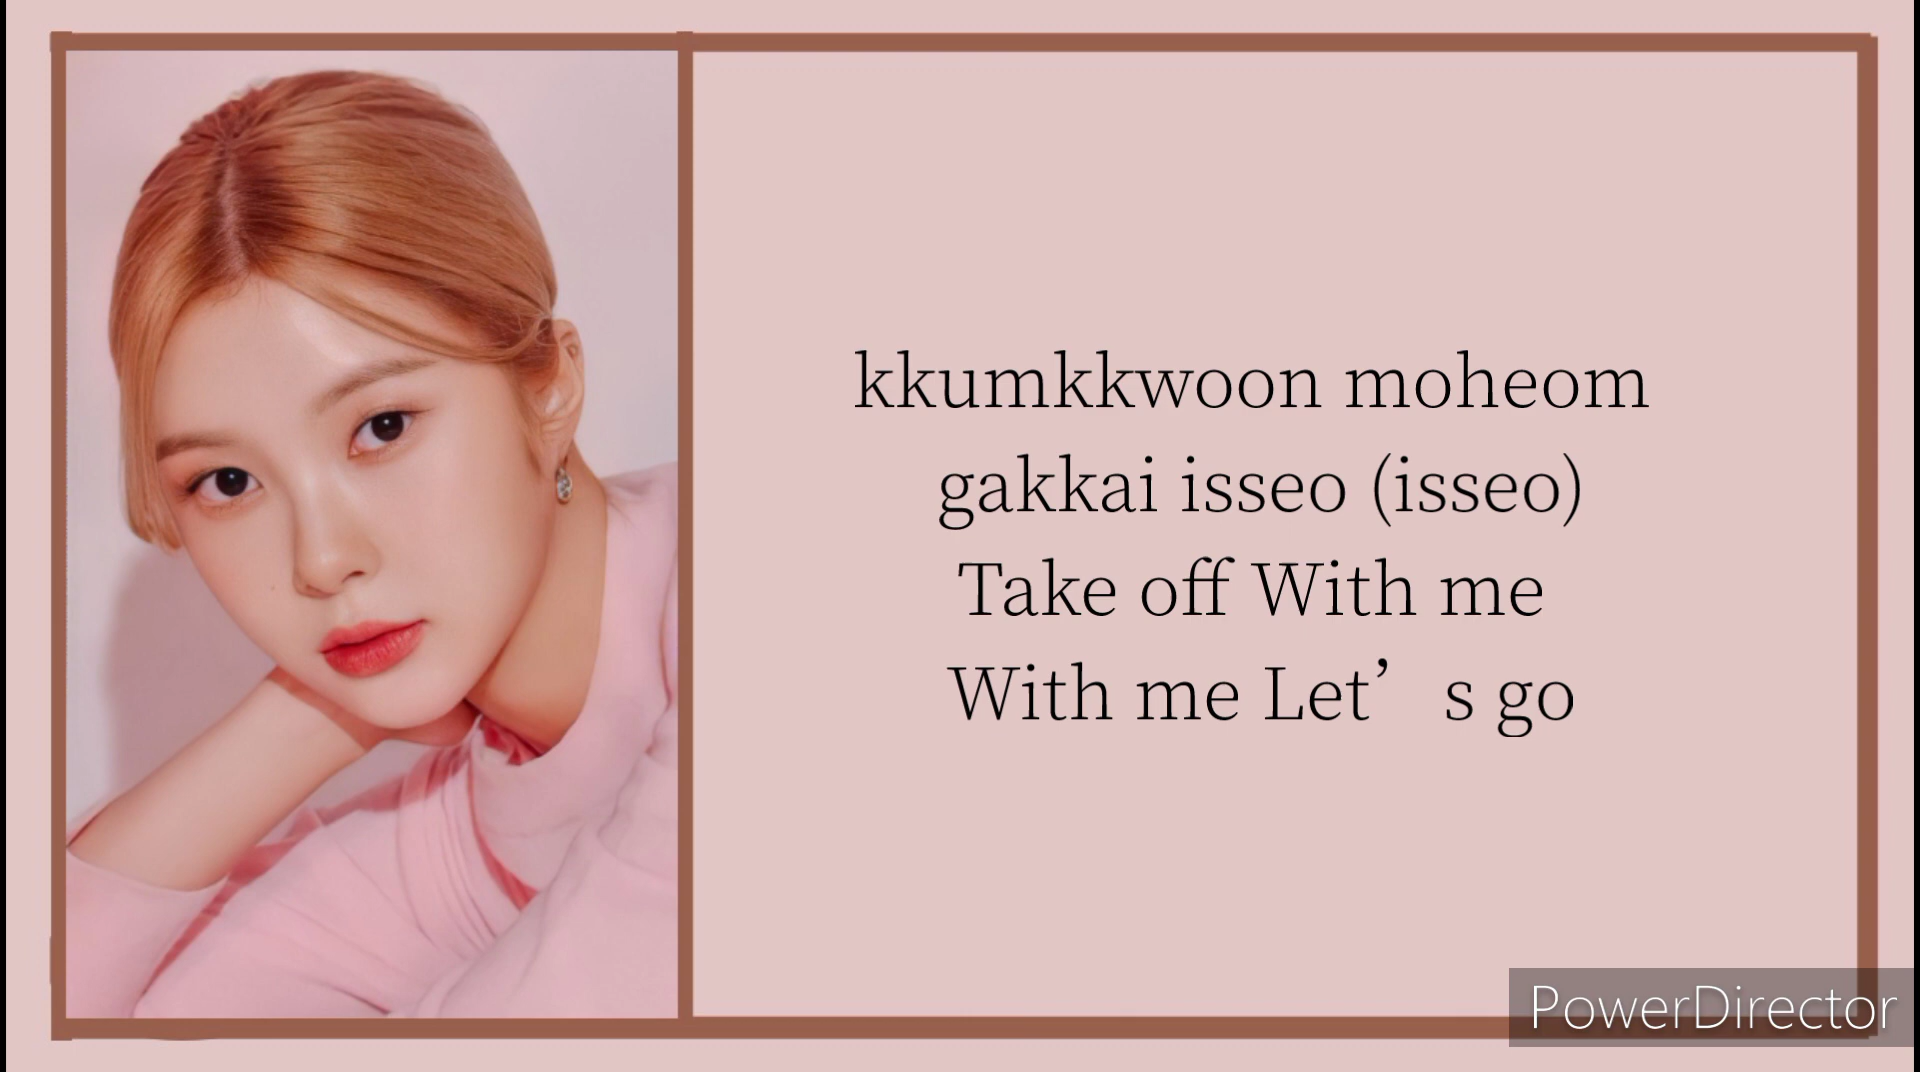 kkumkkwoon moheom
gakkai isseo (isseo)
Take off With me
With me Let’s go
PowerDirector